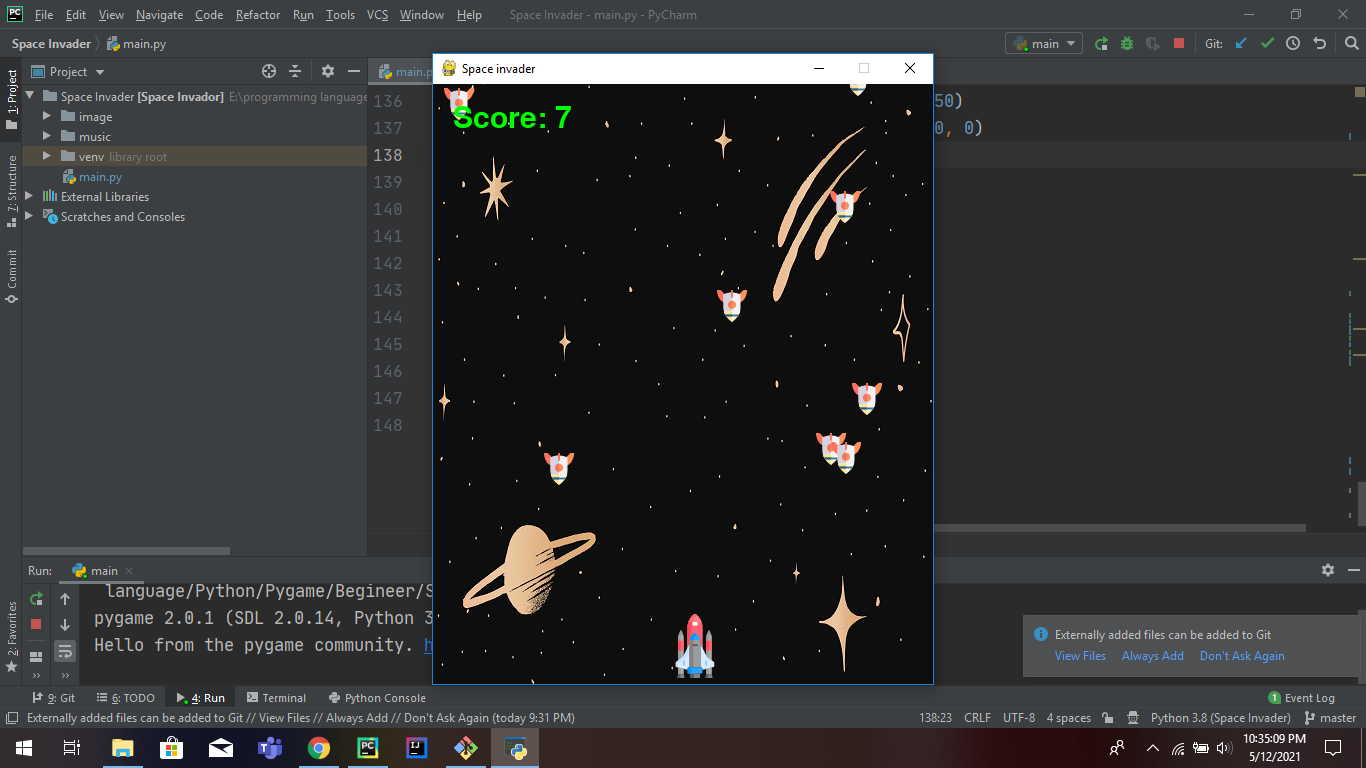 PC File Edit View Navigate Code Refactor Run Tools VCS Window Help Space Invader - main.py - PyCharm
Space Invader main.py main Git:
1: Project
Project
main.p
Space Invader
Space Invader [Space Invador] E:\programming language
image
music
venv library root
main.py
External Libraries
Scratches and Consoles
7: Structure
Commit
2: Favorites
136 50)
137 0, 0)
138
139
140
141
142
143
144
145
146
147
148
Score: 7
Run: main
language/Python/Pygame/Begineer/S
pygame 2.0.1 (SDL 2.0.14, Python 3
Hello from the pygame community. h
Externally added files can be added to Git
View Files Always Add Don't Ask Again
9: Git 6: TODO 4: Run Terminal Python Console 1 Event Log
Externally added files can be added to Git // View Files // Always Add // Don't Ask Again (today 9:31 PM) 138:23 CRLF UTF-8 4 spaces Python 3.8 (Space Invader) master
PC IJ
10:35:09 PM
5/12/2021